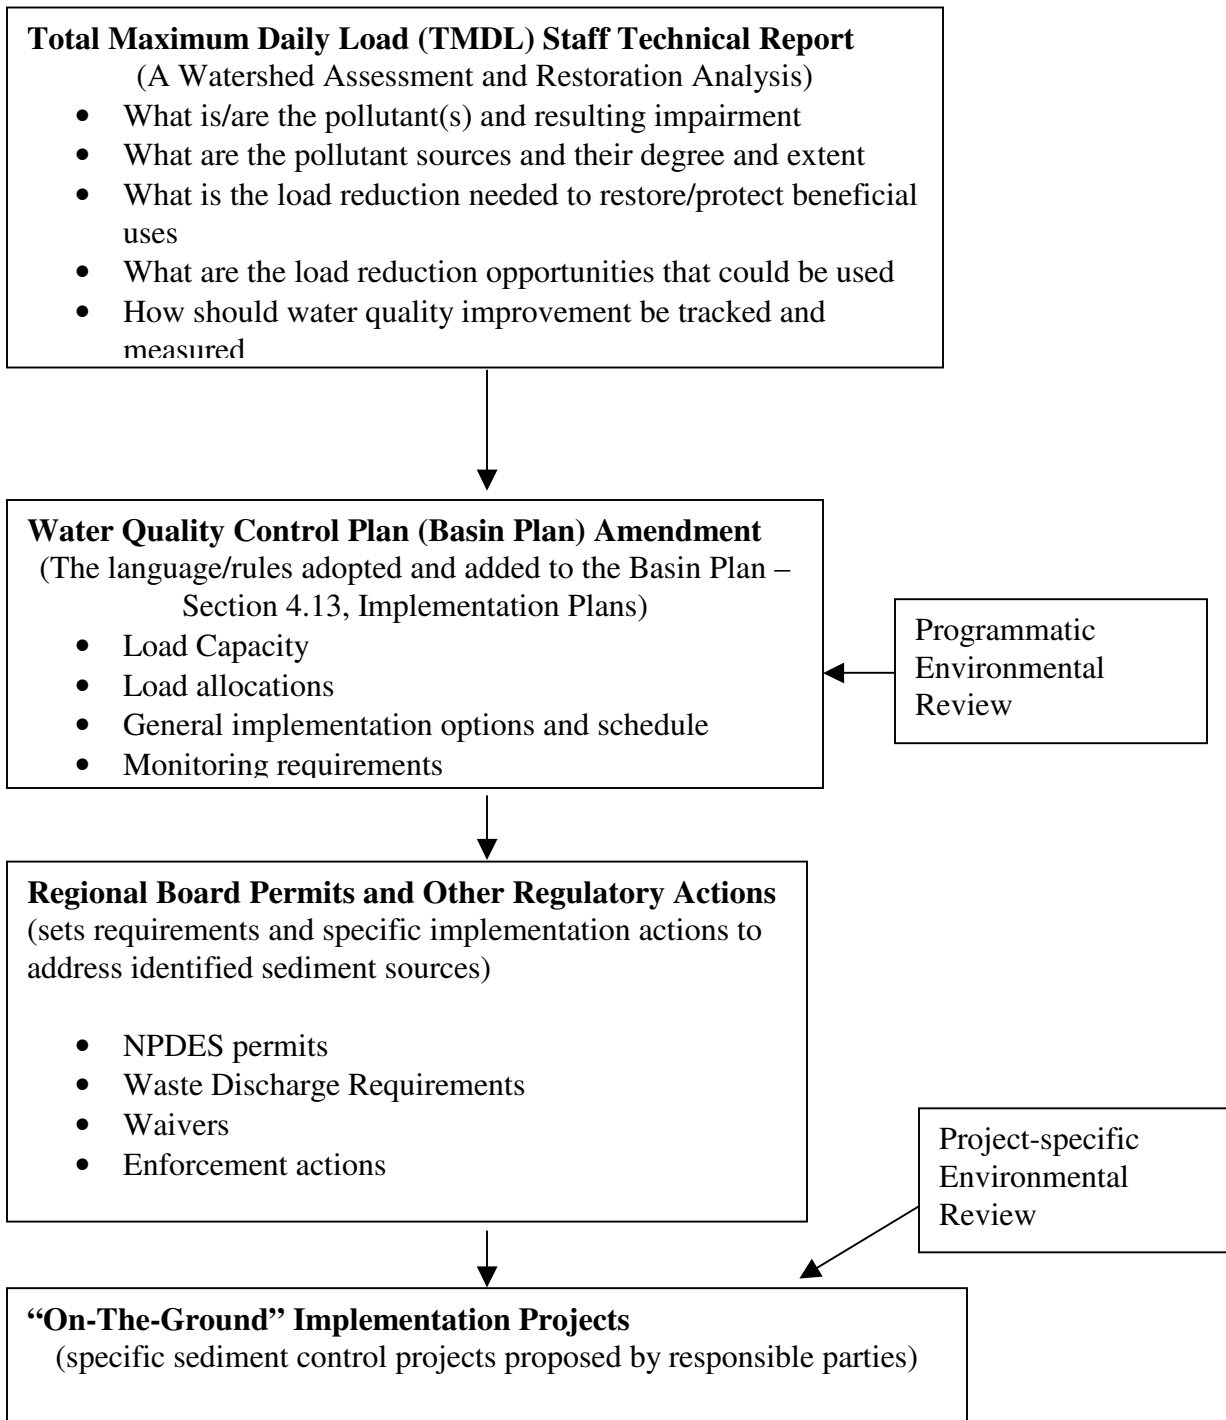 Total Maximum Daily Load (TMDL) Staff Technical Report
(A Watershed Assessment and Restoration Analysis)
• What is/are the pollutant(s) and resulting impairment
• What are the pollutant sources and their degree and extent
• What is the load reduction needed to restore/protect beneficial
uses
• What are the load reduction opportunities that could be used
• How should water quality improvement be tracked and
measured
Water Quality Control Plan (Basin Plan) Amendment
(The language/rules adopted and added to the Basin Plan –
Section 4.13, Implementation Plans)
• Load Capacity
• Load allocations
• General implementation options and schedule
• Monitoring requirements
Programmatic
Environmental
Review
Regional Board Permits and Other Regulatory Actions
(sets requirements and specific implementation actions to
address identified sediment sources)
• NPDES permits
• Waste Discharge Requirements
• Waivers
• Enforcement actions
Project-specific
Environmental
Review
“On-The-Ground” Implementation Projects
(specific sediment control projects proposed by responsible parties)